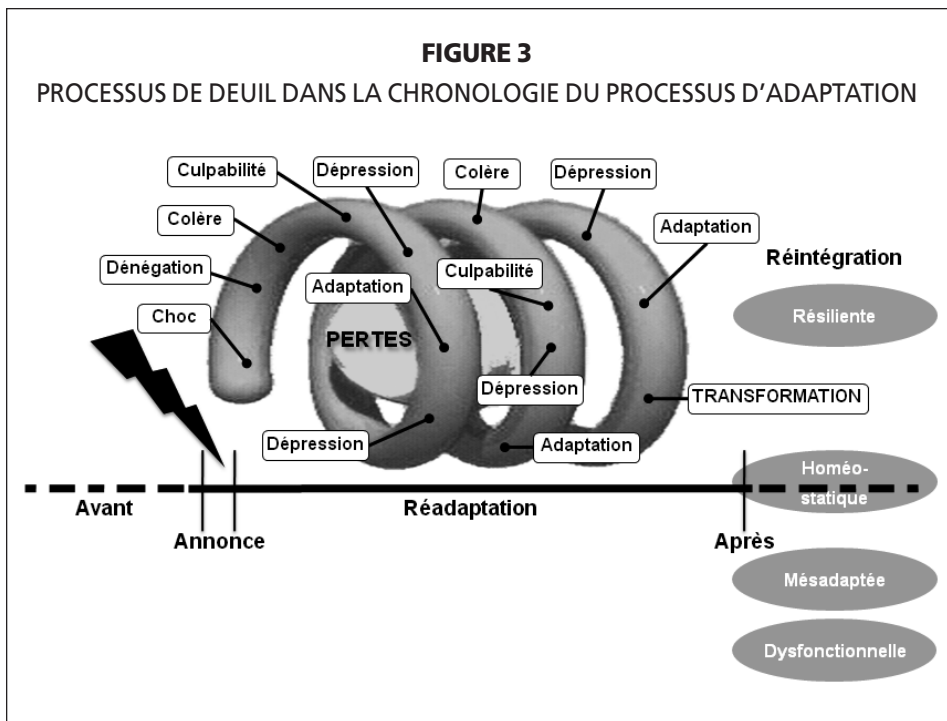 FIGURE 3
PROCESSUS DE DEUIL DANS LA CHRONOLOGIE DU PROCESSUS D'ADAPTATION
Culpabilité
Dépression
Colère
Dépression
Colère
Adaptation
Dénégation
Adaptation
Culpabilité
Réintégration
Choc
PERTES
Résiliente
Dépression
TRANSFORMATION
Dépression
Adaptation
Homéo-
statique
Avant
Réadaptation
Annonce
Après
Mésadaptée
Dysfonctionnelle